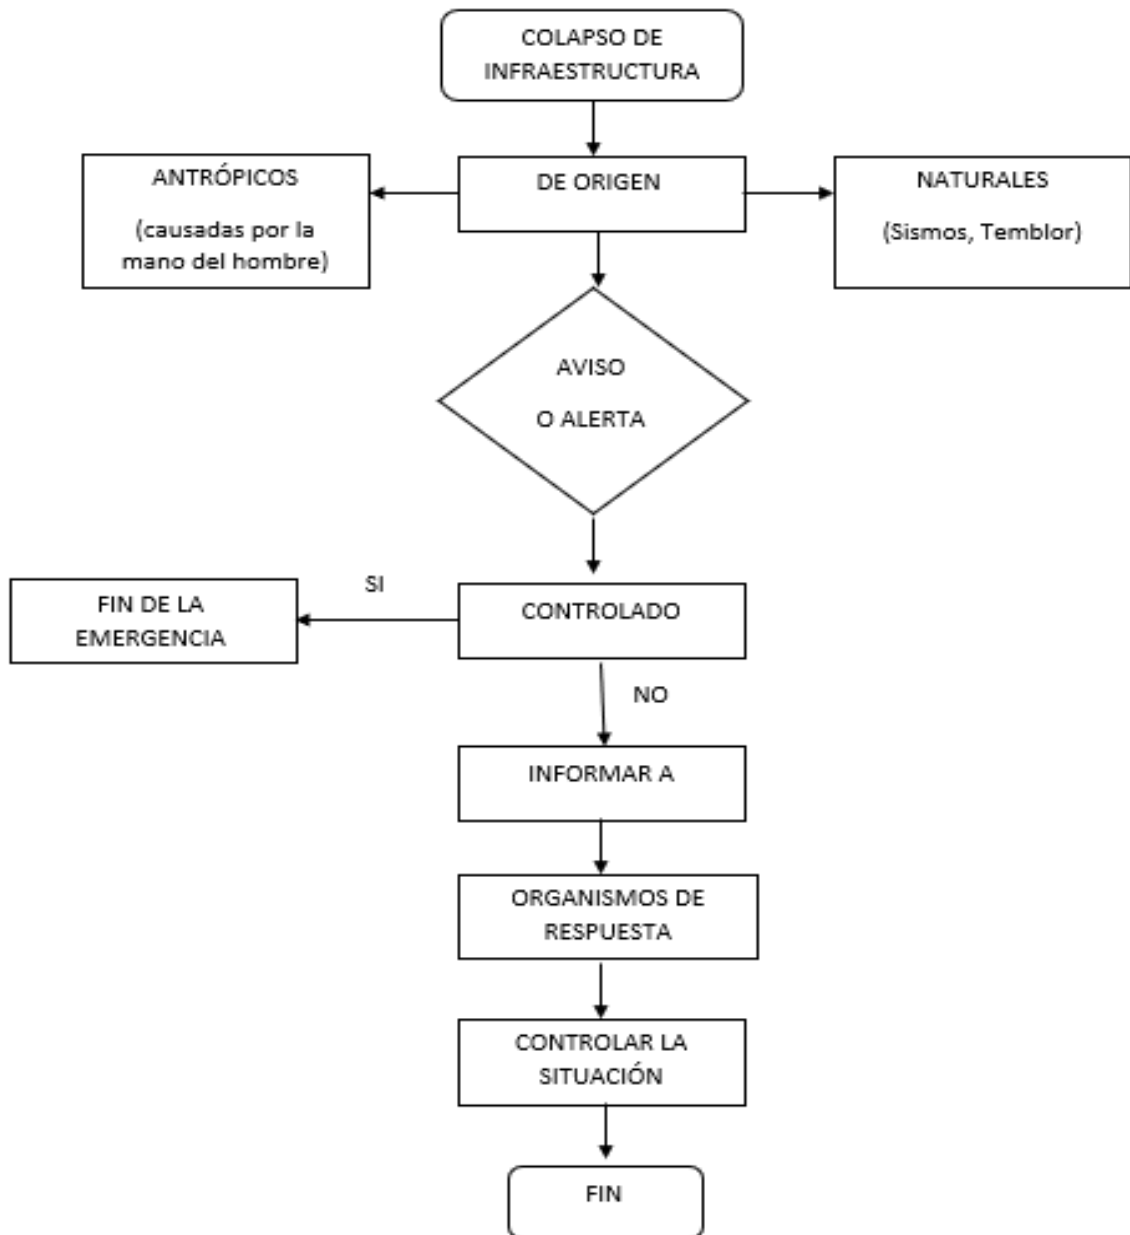 COLAPSO DE
INFRAESTRUCTURA
ANTRÓPICOS
(causadas por la
mano del hombre)
DE ORIGEN
NATURALES
(Sismos, Temblor)
AVISO
O ALERTA
SI
FIN DE LA
EMERGENCIA
CONTROLADO
NO
INFORMAR A
ORGANISMOS DE
RESPUESTA
CONTROLAR LA
SITUACIÓN
FIN